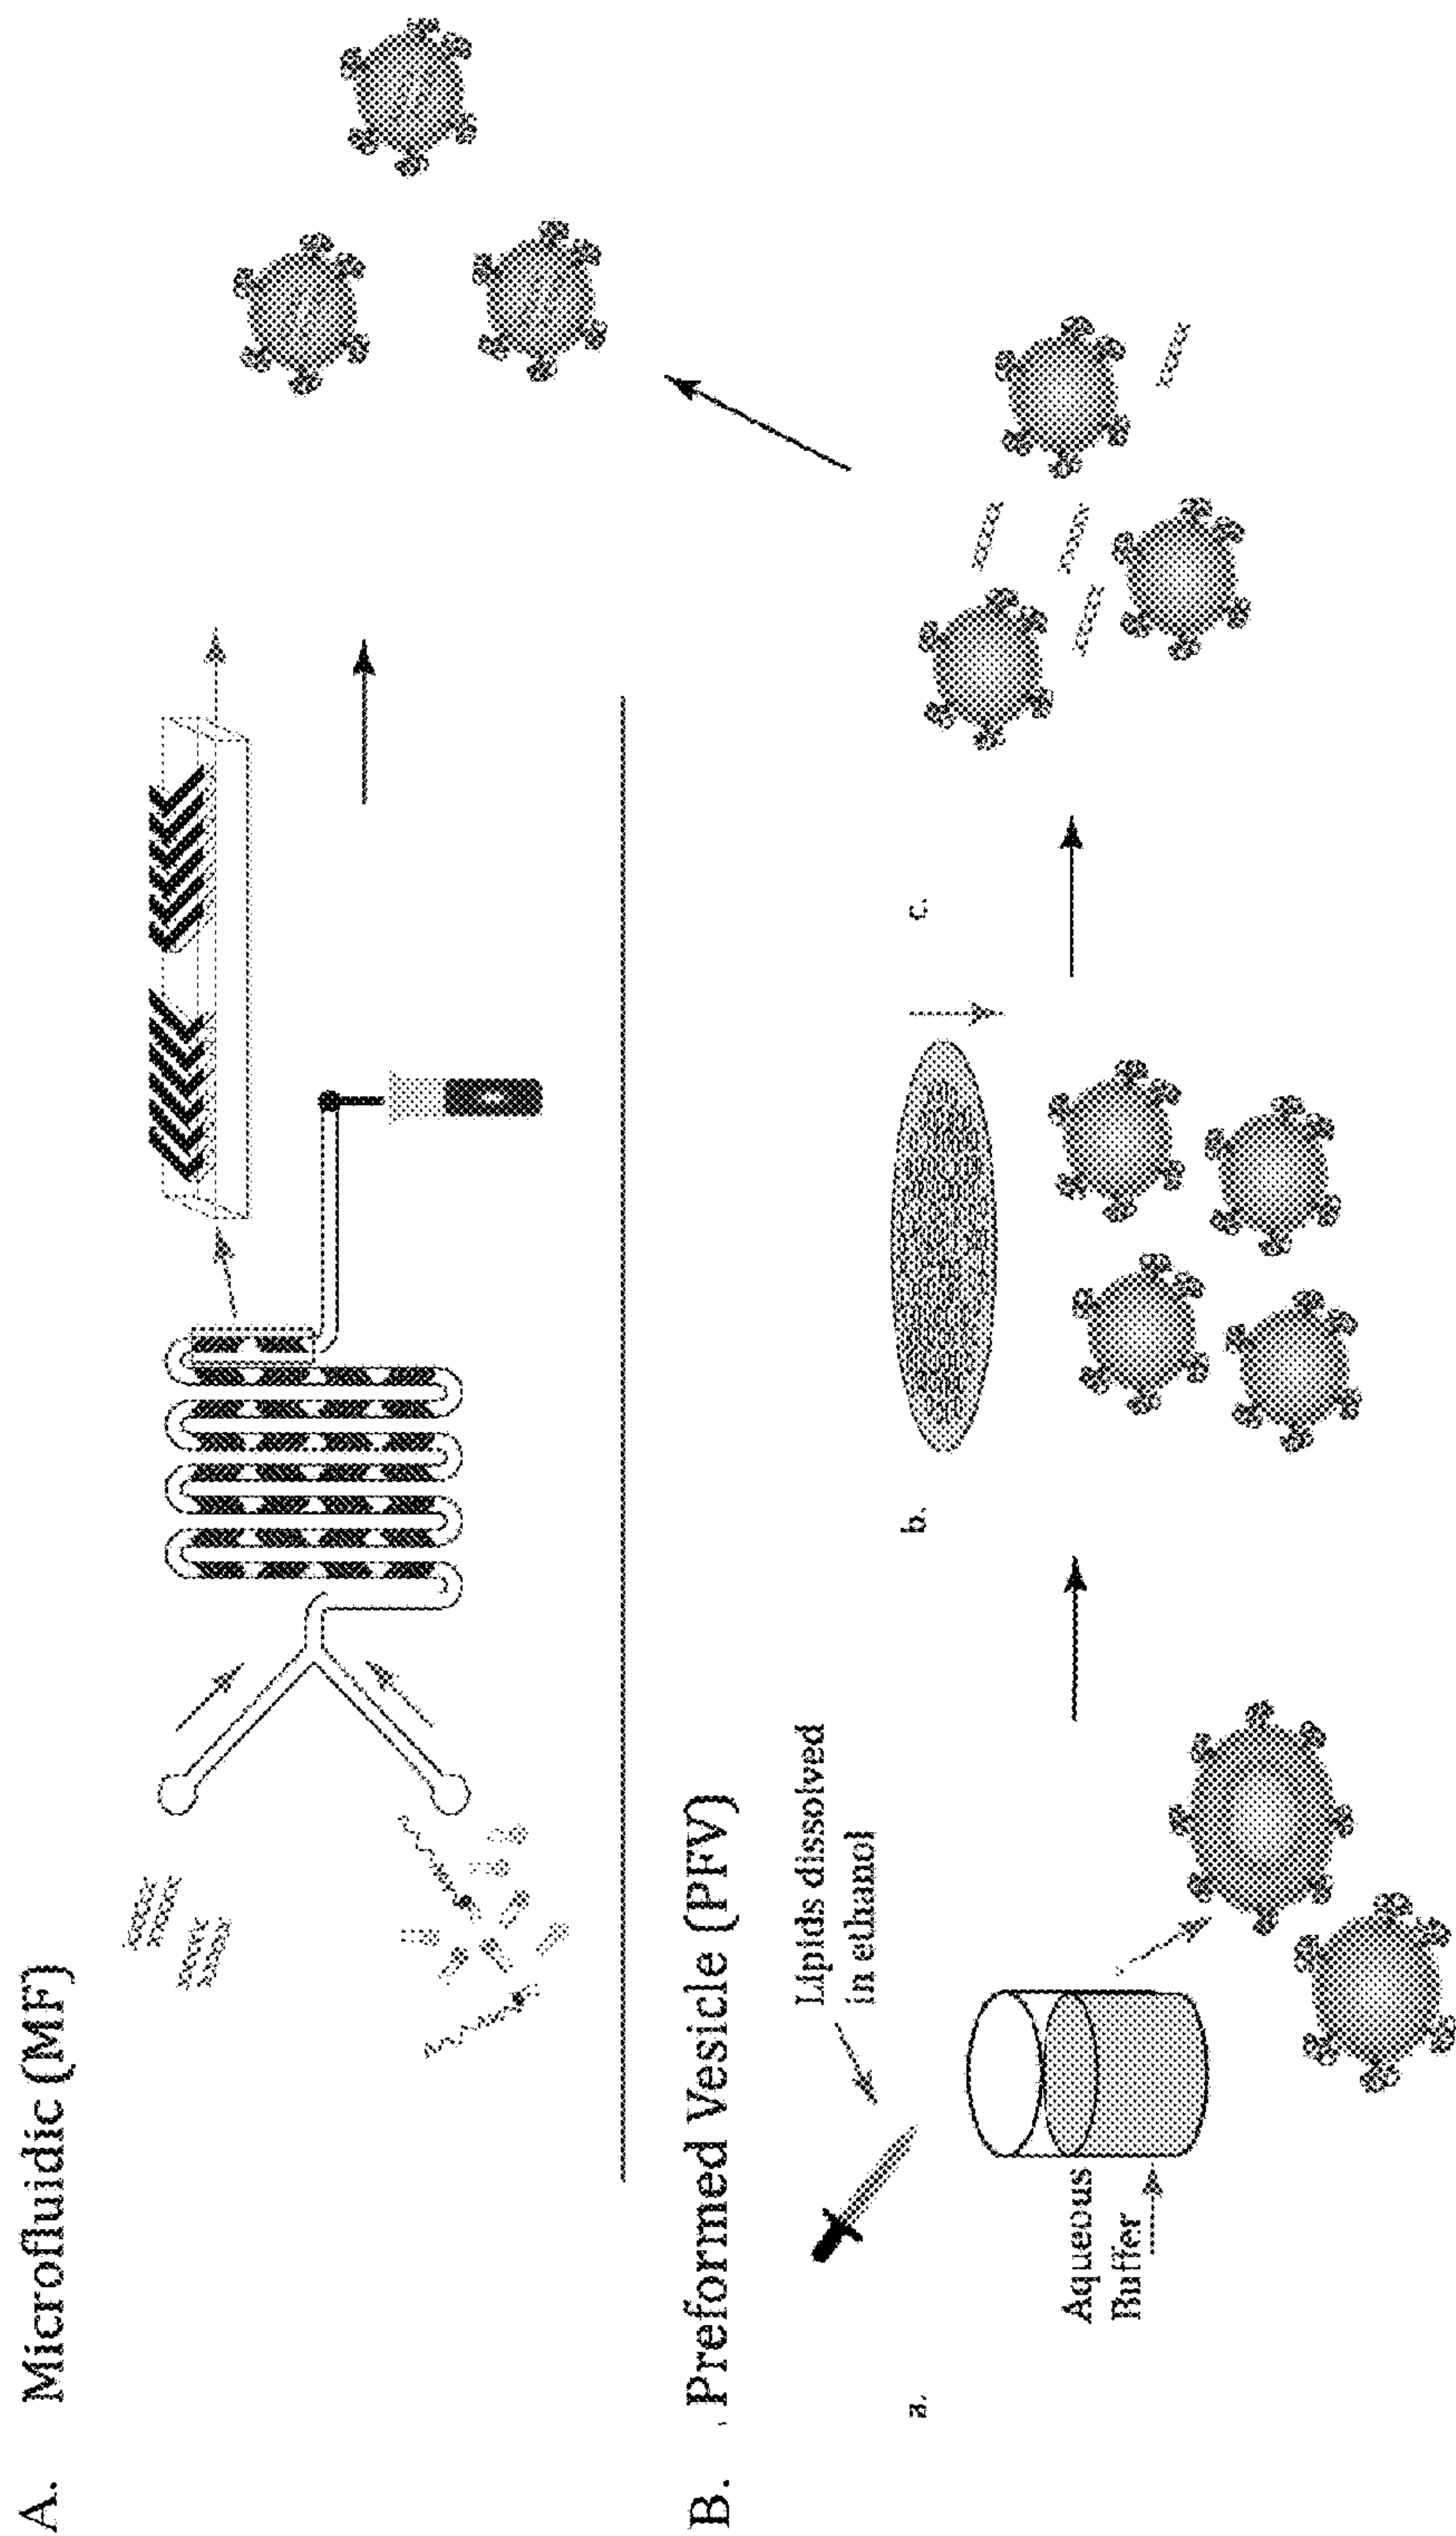 A. Microfluidic (MF)
B. Preformed Vesicle (PFV)
Lipids dissolved
in ethanol
a.
Aqueous
Buffer
b.
c.